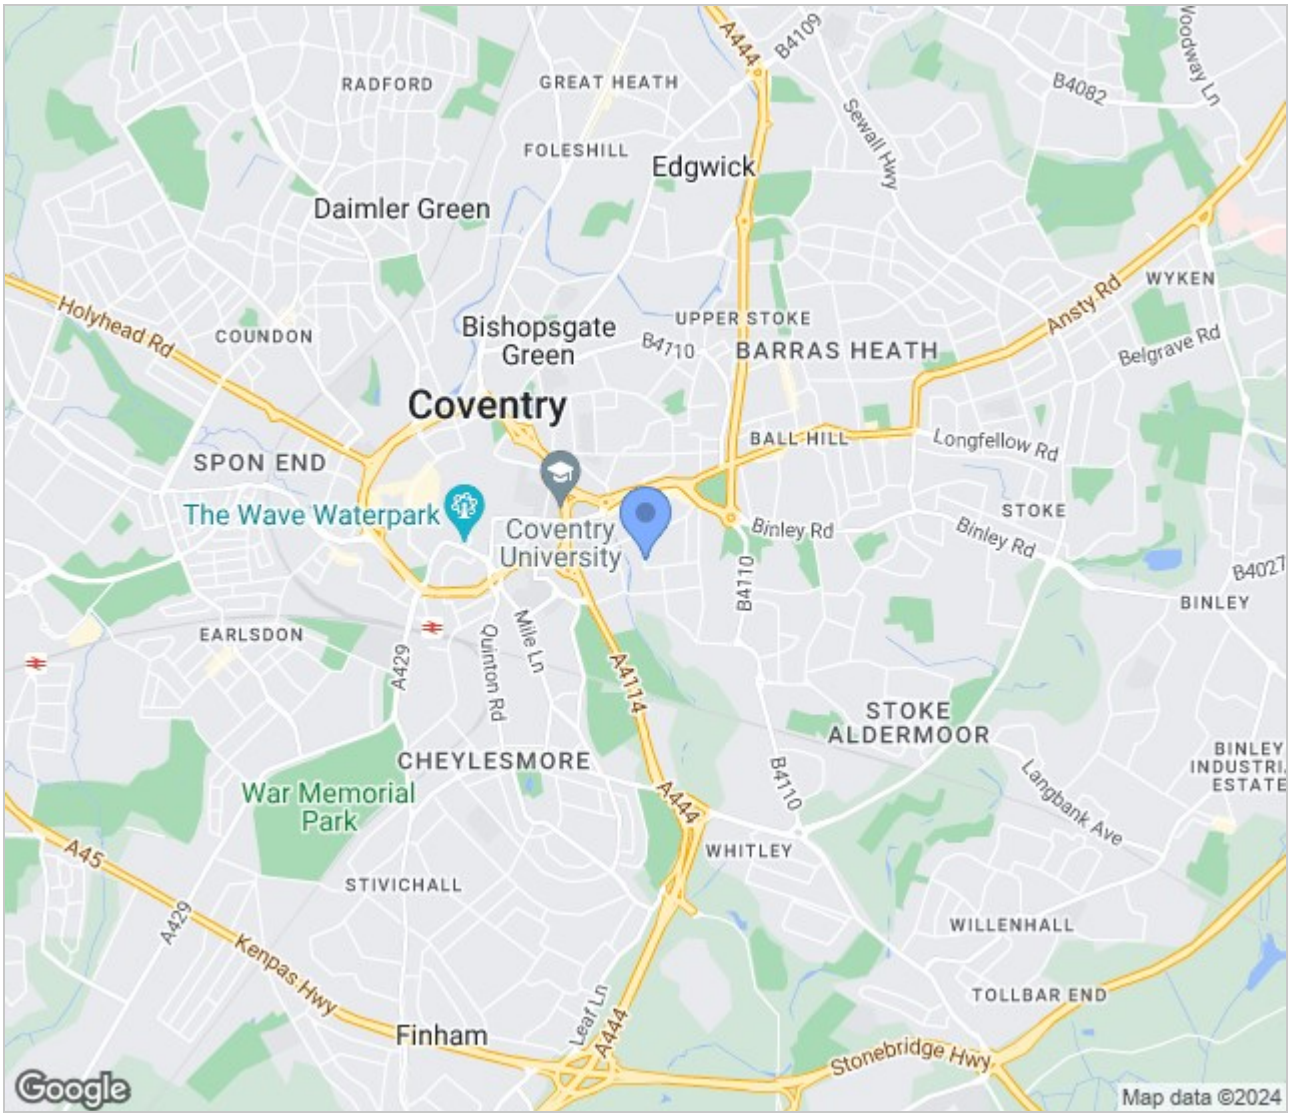 A444
B4109
Woodway Ln
RADFORD
GREAT HEATH
B4082
Sewall Hwy
FOLESHILL
Edgwick
Daimler Green
WYKEN
Holyhead Rd
Ansty Rd
COUNDON
Bishopsgate
Green
UPPER STOKE
B4710
BARRAS HEATH
Belgrave Rd
Coventry
BALL HILL
Longfellow Rd
SPON END
The Wave Waterpark
Coventry
University
Binley Rd
STOKE
Binley Rd
B4110
B4027
BINLEY
EARLSDON
Mile Ln
Quinton Rd
A429
A4114
STOKE
ALDERMOOR
CHEYLESMORE
B4110
BINLEY
INDUSTRI
ESTATE
Langbank Ave
War Memorial
Park
A444
A45
WHITLEY
STIVICHALL
A429
WILLENHALL
Kenpas Hwy
TOLLBAR END
Leaf Ln
A444
Finham
Stonebridge Hwy
Google
Map data ©2024